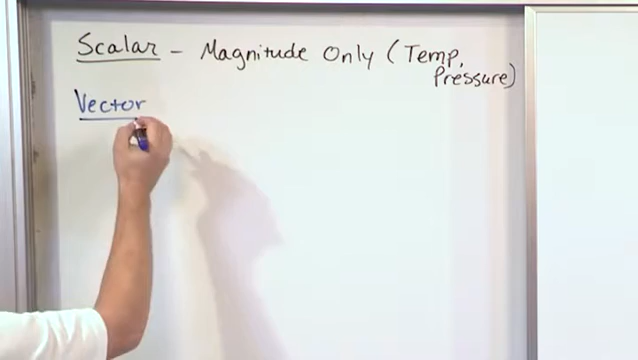 Scalar – Magnitude Only (Temp,
Pressure)
Vector